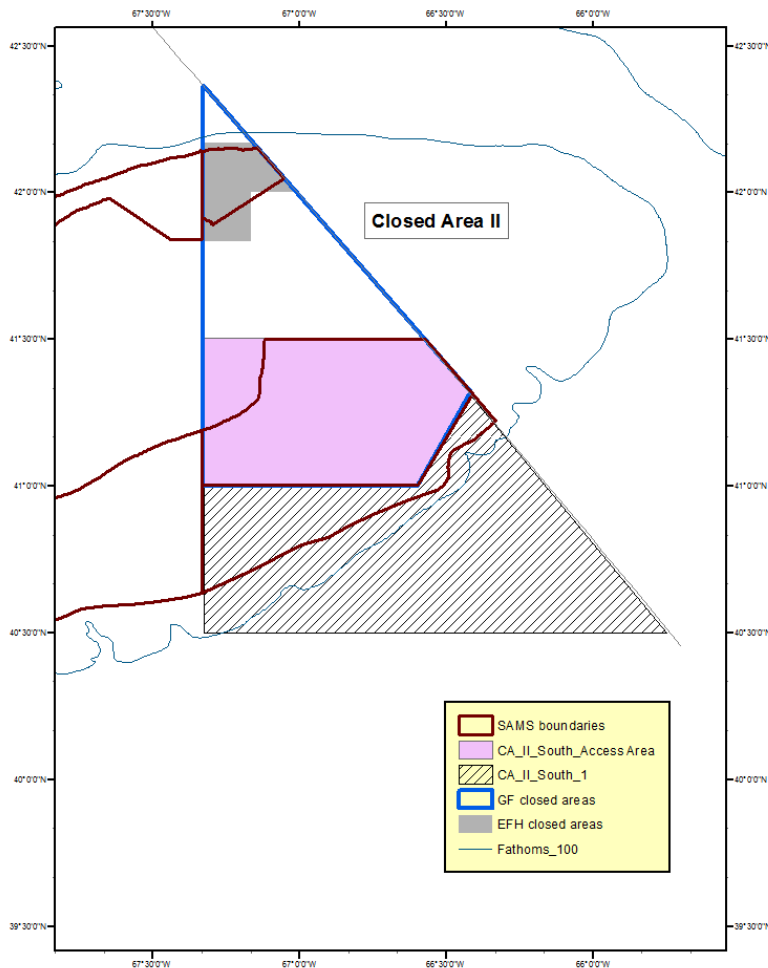 67°30'0"W 67°0'0"W 66°30'0"W 66°0'0"W
42°30'0"N 42°30'0"N
42°0'0"N 42°0'0"N
Closed Area II
41°30'0"N 41°30'0"N
41°0'0"N 41°0'0"N
40°30'0"N 40°30'0"N
SAMS boundaries
CA_II_South_Access Area
40°0'0"N 40°0'0"N
CA_II_South_1
GF closed areas
EFH closed areas
Fathoms_100
39°30'0"N 39°30'0"N
67°30'0"W 67°0'0"W 66°30'0"W 66°0'0"W